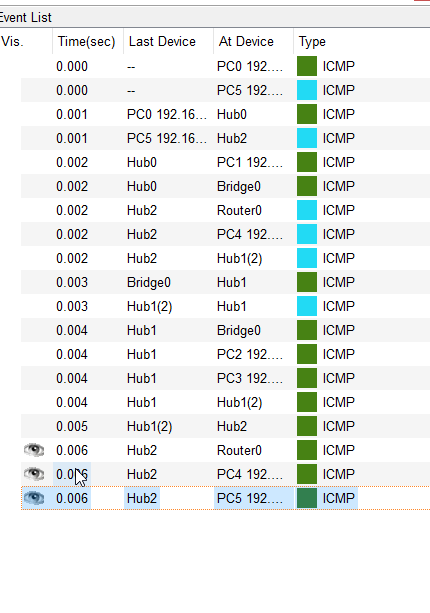 Event List
Vis. Time(sec) Last Device At Device Type
0.000 -- PC0 192.... ICMP
0.000 -- PC5 192.... ICMP
0.001 PC0 192.16... Hub0 ICMP
0.001 PC5 192.16... Hub2 ICMP
0.002 Hub0 PC1 192.... ICMP
0.002 Hub0 Bridge0 ICMP
0.002 Hub2 Router0 ICMP
0.002 Hub2 PC4 192.... ICMP
0.002 Hub2 Hub1(2) ICMP
0.003 Bridge0 Hub1 ICMP
0.003 Hub1(2) Hub1 ICMP
0.004 Hub1 Bridge0 ICMP
0.004 Hub1 PC2 192.... ICMP
0.004 Hub1 PC3 192.... ICMP
0.004 Hub1 Hub1(2) ICMP
0.005 Hub1(2) Hub2 ICMP
0.006 Hub2 Router0 ICMP
0.006 Hub2 PC4 192.... ICMP
0.006 Hub2 PC5 192.... ICMP